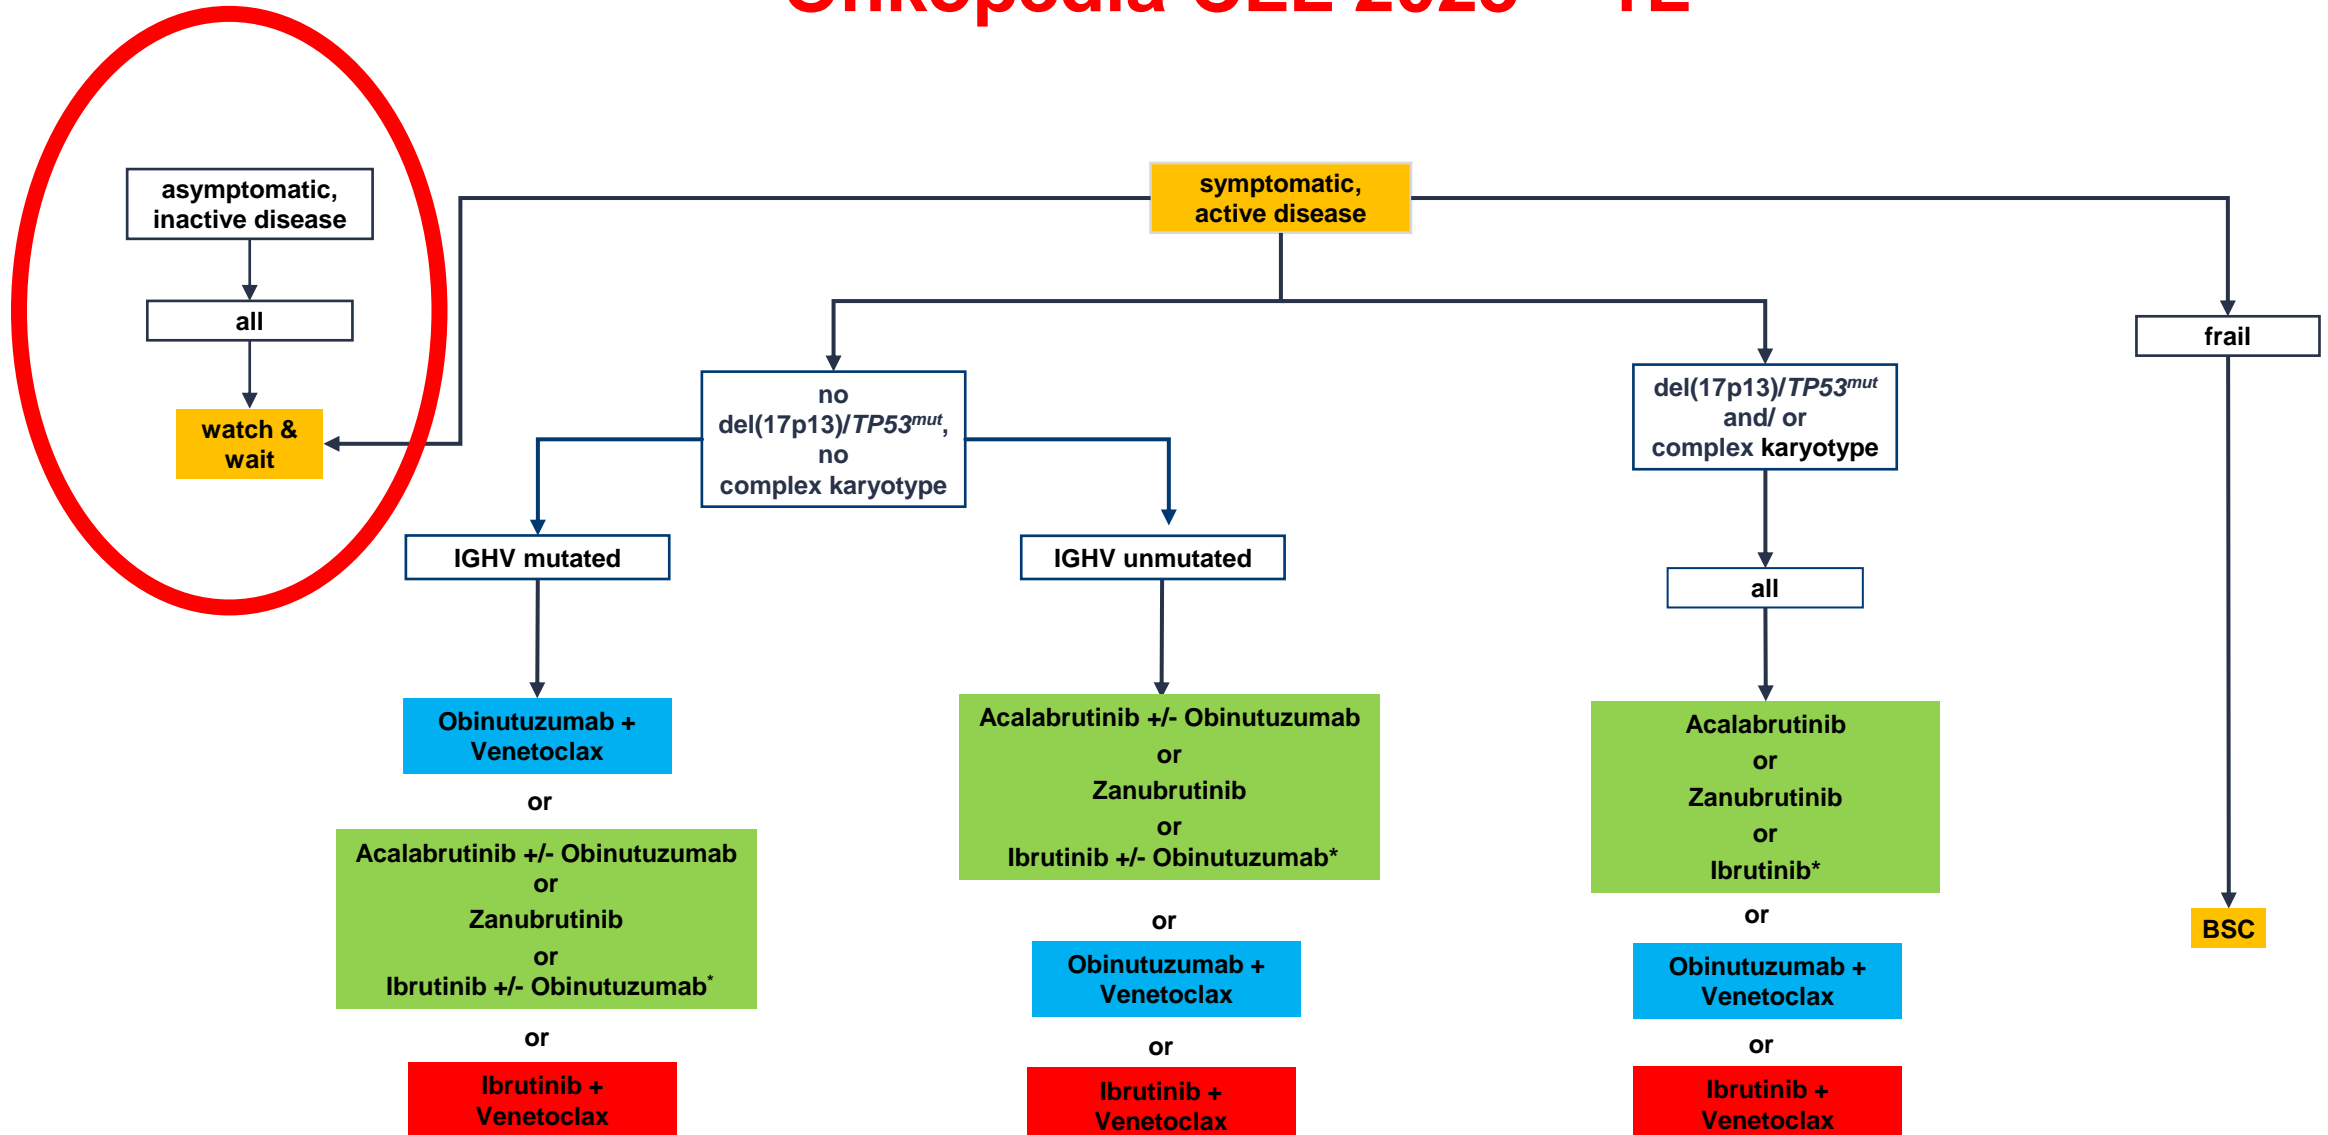 Onkopedia CLL 1L
asymptomatic,
inactive disease
all
watch &
wait
symptomatic,
active disease
no
del(17p13)/TP53mut,
no
complex karyotype
del(17p13)/TP53mut
and/ or
complex karyotype
frail
IGHV mutated
IGHV unmutated
all
Obinutuzumab +
Venetoclax
or
Acalabrutinib +/- Obinutuzumab
or
Zanubrutinib
or
Ibrutinib +/- Obinutuzumab*
or
Ibrutinib +
Venetoclax
Acalabrutinib +/- Obinutuzumab
or
Zanubrutinib
or
Ibrutinib +/- Obinutuzumab*
or
Obinutuzumab +
Venetoclax
or
Ibrutinib +
Venetoclax
Acalabrutinib
or
Zanubrutinib
or
Ibrutinib*
or
Obinutuzumab +
Venetoclax
or
Ibrutinib +
Venetoclax
BSC